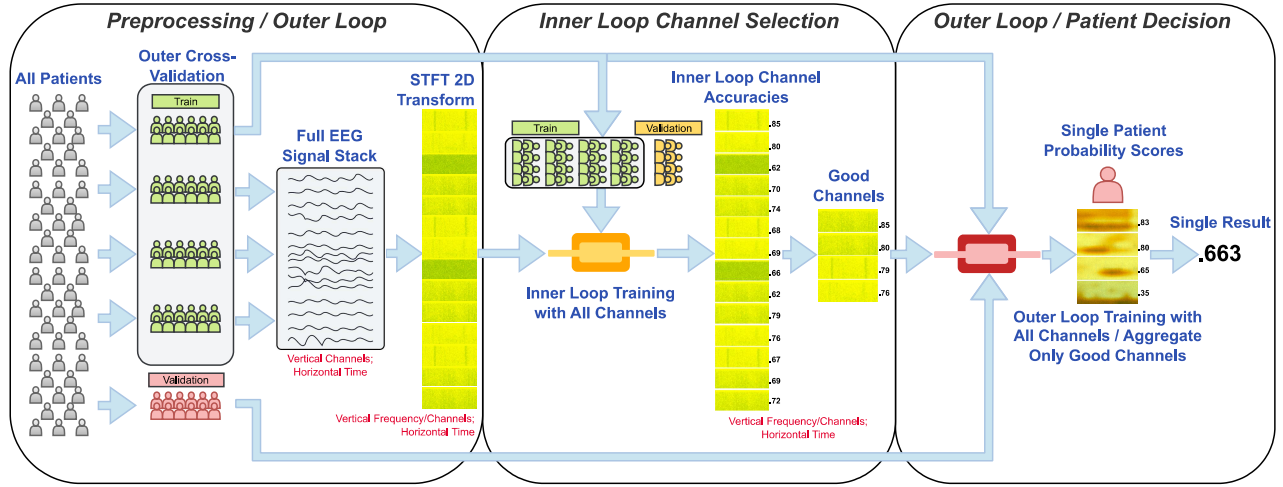 Preprocessing / Outer Loop
All Patients
Outer Cross-
Validation
Train
Full EEG
Signal Stack
Vertical Channels;
Horizontal Time
Validation
STFT 2D
Transform
Vertical Frequency/Channels;
Horizontal Time
Inner Loop Channel Selection
Train
Validation
Inner Loop Training
with All Channels
Inner Loop Channel
Accuracies
.85
.80
.62
.70
.74
.68
.69
.66
.62
.79
.76
.67
.69
.72
Vertical Frequency/Channels;
Horizontal Time
Good
Channels
.85
.80
.79
.76
Outer Loop / Patient Decision
Single Patient
Probability Scores
.83
.80
.65
.35
Outer Loop Training with
All Channels / Aggregate
Only Good Channels
Single Result
.663